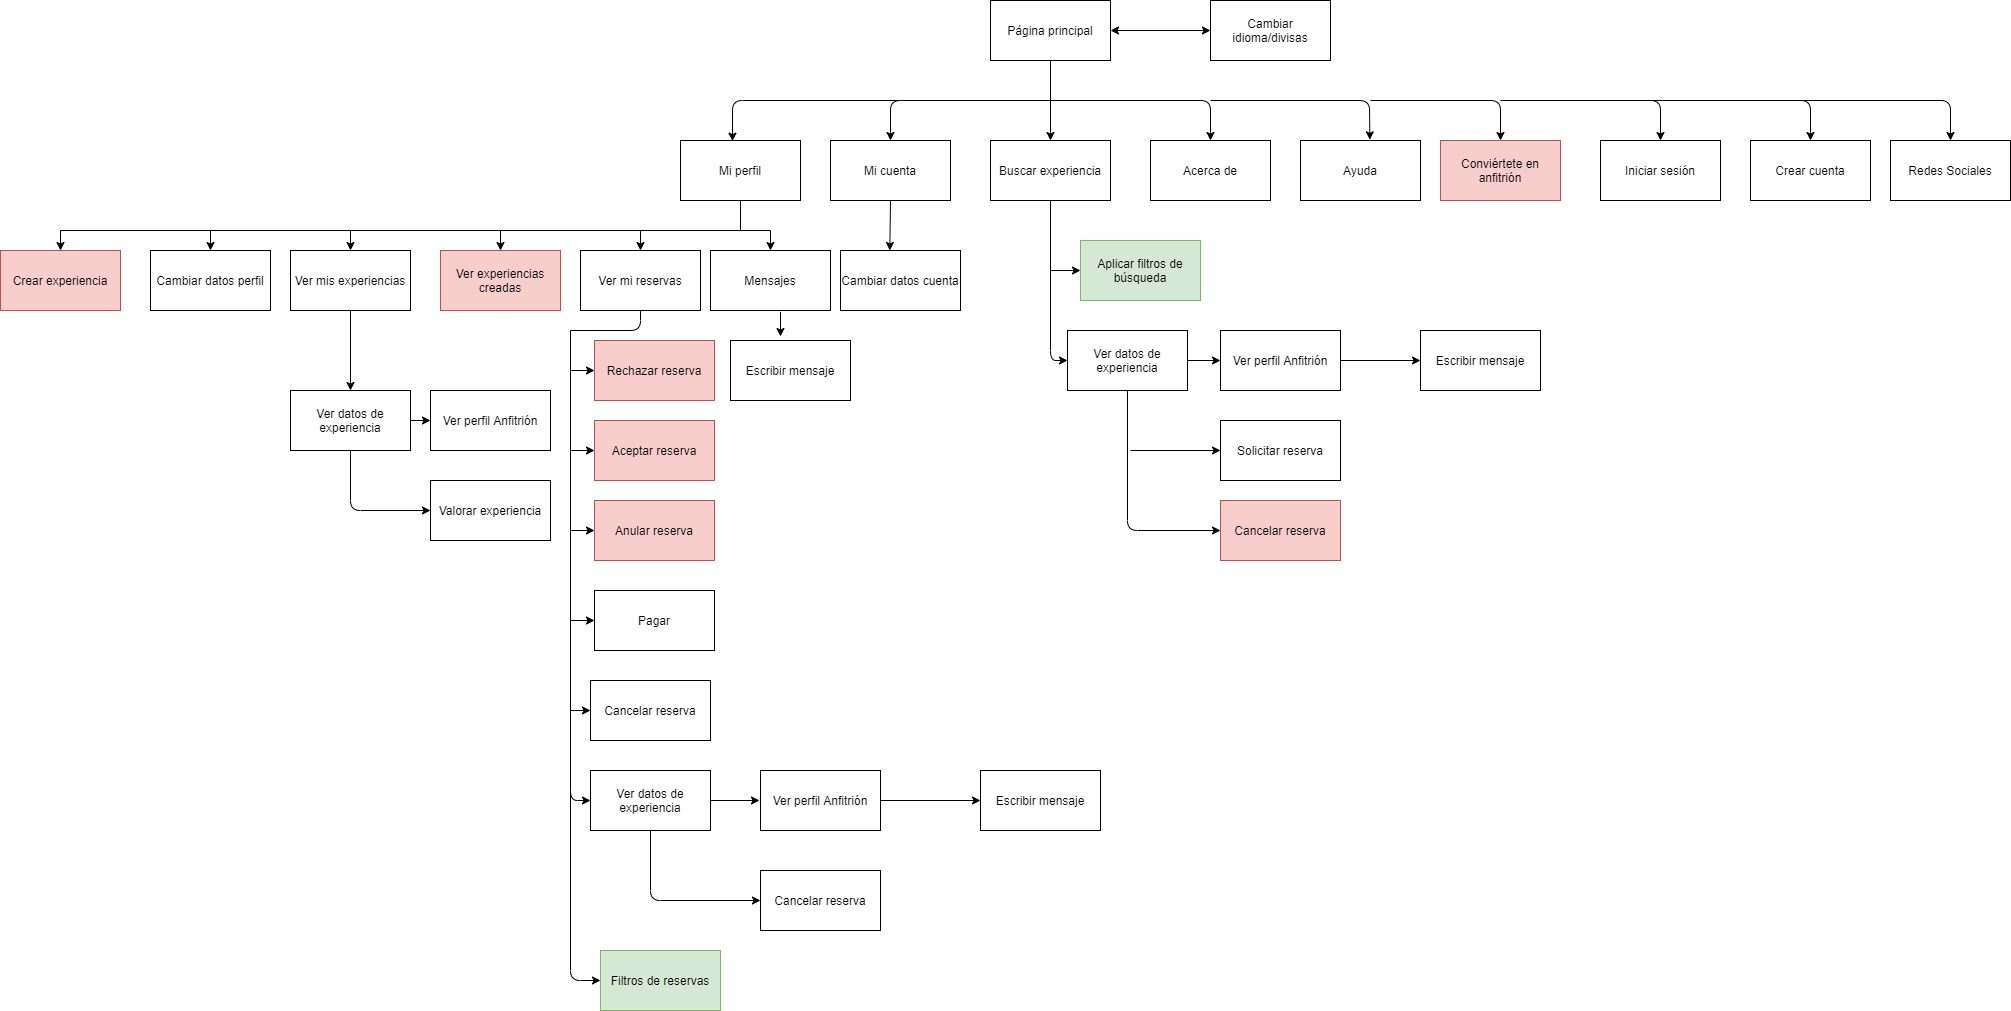 Página principal
Cambiar
idioma/divisas
Mi perfil
Mi cuenta
Buscar experiencia
Acerca de
Ayuda
Conviértete en
anfitrión
Iniciar sesión
Crear cuenta
Redes Sociales
Crear experiencia
Cambiar datos perfil
Ver mis experiencias
Ver experiencias
creadas
Ver mi reservas
Mensajes
Cambiar datos cuenta
Aplicar filtros de
búsqueda
Rechazar reserva
Escribir mensaje
Ver datos de
experiencia
Ver perfil Anfitrión
Escribir mensaje
Ver datos de
experiencia
Ver perfil Anfitrión
Aceptar reserva
Solicitar reserva
Valorar experiencia
Anular reserva
Cancelar reserva
Pagar
Cancelar reserva
Ver datos de
experiencia
Ver perfil Anfitrión
Escribir mensaje
Cancelar reserva
Filtros de reservas